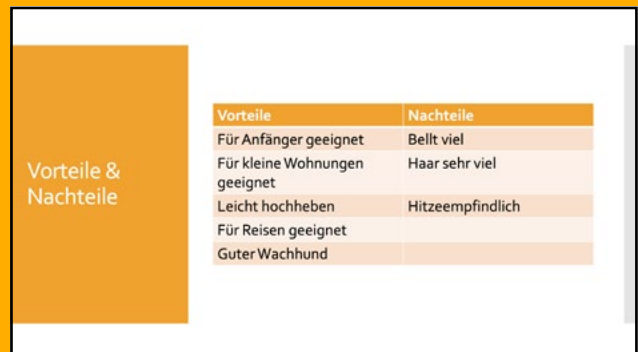 Vorteile &
Nachteile
Vorteile Nachteile
Für Anfänger geeignet Bellt viel
Für kleine Wohnungen Haar sehr viel
geeignet
Leicht hochheben Hitzeempfindlich
Für Reisen geeignet
Guter Wachhund